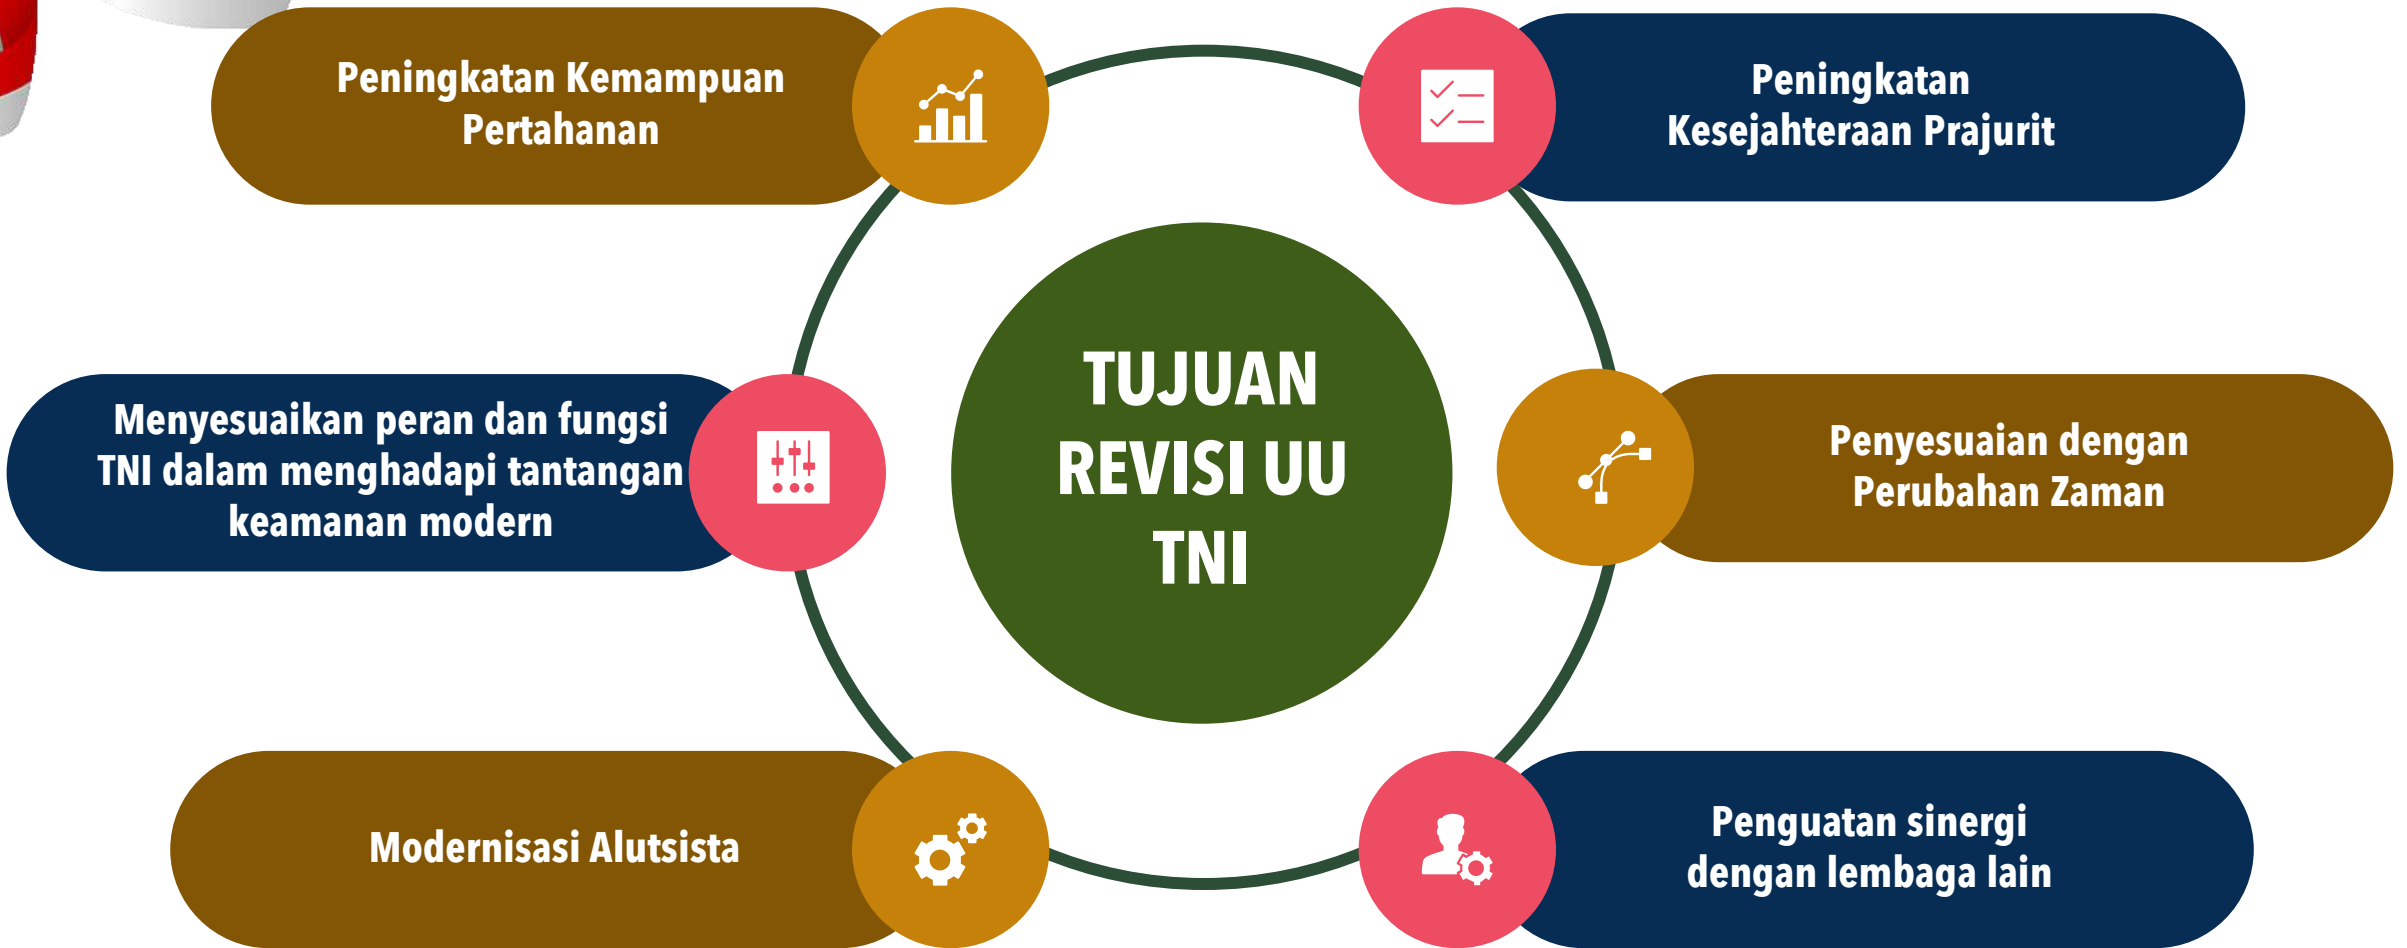 Peningkatan Kemampuan
Pertahanan
Peningkatan
Kesejahteraan Prajurit
TUJUAN
REVISI UU
TNI
Menyesuaikan peran dan fungsi
TNI dalam menghadapi tantangan
keamanan modern
Penyesuaian dengan
Perubahan Zaman
Modernisasi Alutsista
Penguatan sinergi
dengan lembaga lain